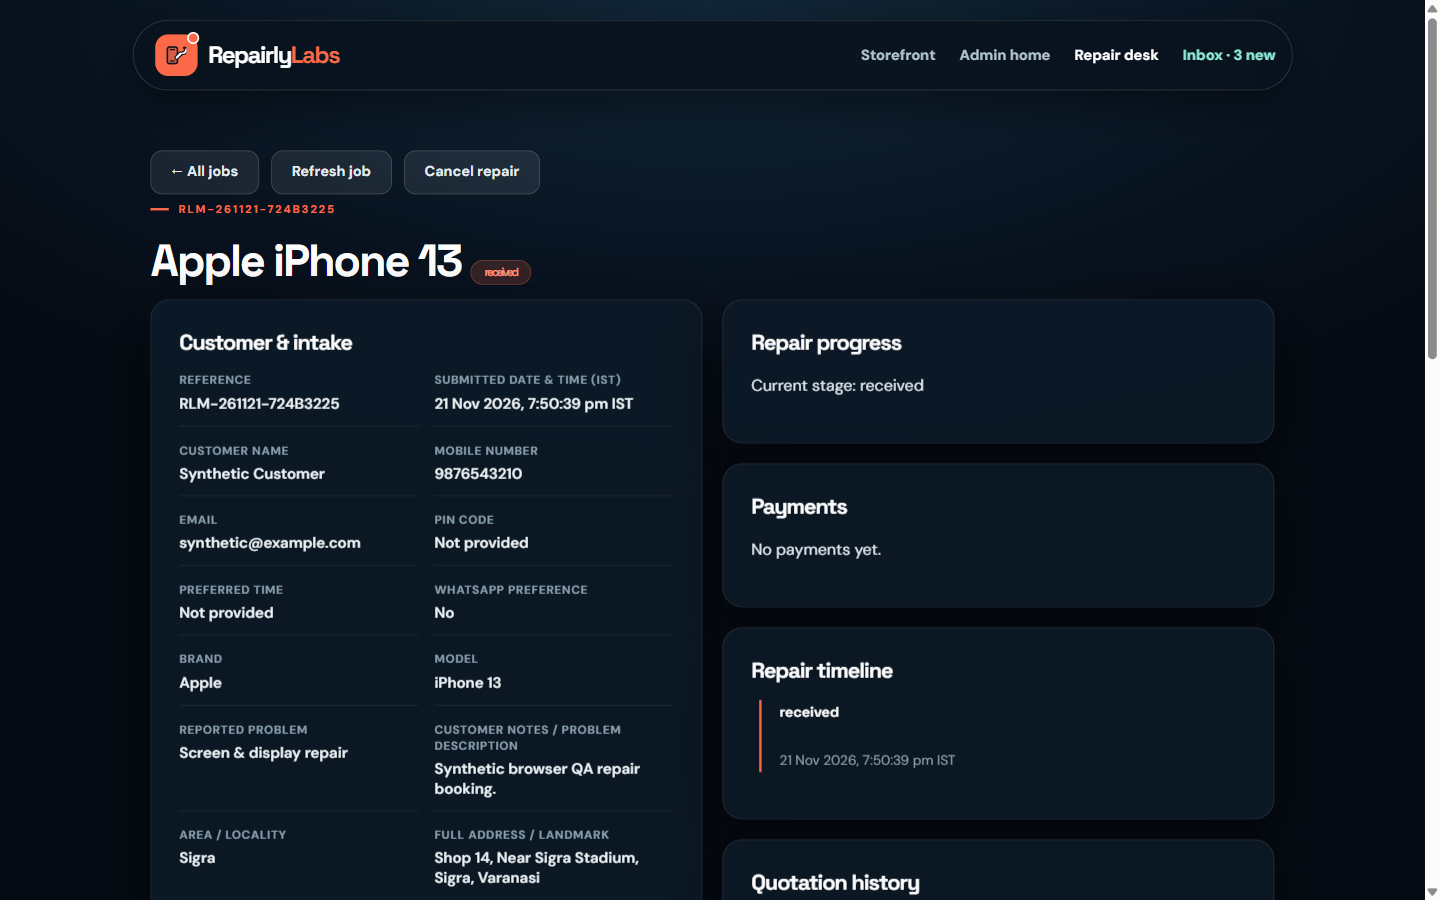 RepairlyLabs
Storefront
Admin home
Repair desk
Inbox · 3 new
← All jobs
Refresh job
Cancel repair
RLM-261121-724B3225
Apple iPhone 13
received
Customer & intake
REFERENCE
RLM-261121-724B3225
SUBMITTED DATE & TIME (IST)
21 Nov 2026, 7:50:39 pm IST
CUSTOMER NAME
Synthetic Customer
MOBILE NUMBER
9876543210
EMAIL
synthetic@example.com
PIN CODE
Not provided
PREFERRED TIME
Not provided
WHATSAPP PREFERENCE
No
BRAND
Apple
MODEL
iPhone 13
REPORTED PROBLEM
Screen & display repair
CUSTOMER NOTES / PROBLEM
DESCRIPTION
Synthetic browser QA repair
booking.
AREA / LOCALITY
Sigra
FULL ADDRESS / LANDMARK
Shop 14, Near Sigra Stadium,
Sigra, Varanasi
Repair progress
Current stage: received
Payments
No payments yet.
Repair timeline
received
21 Nov 2026, 7:50:39 pm IST
Quotation history